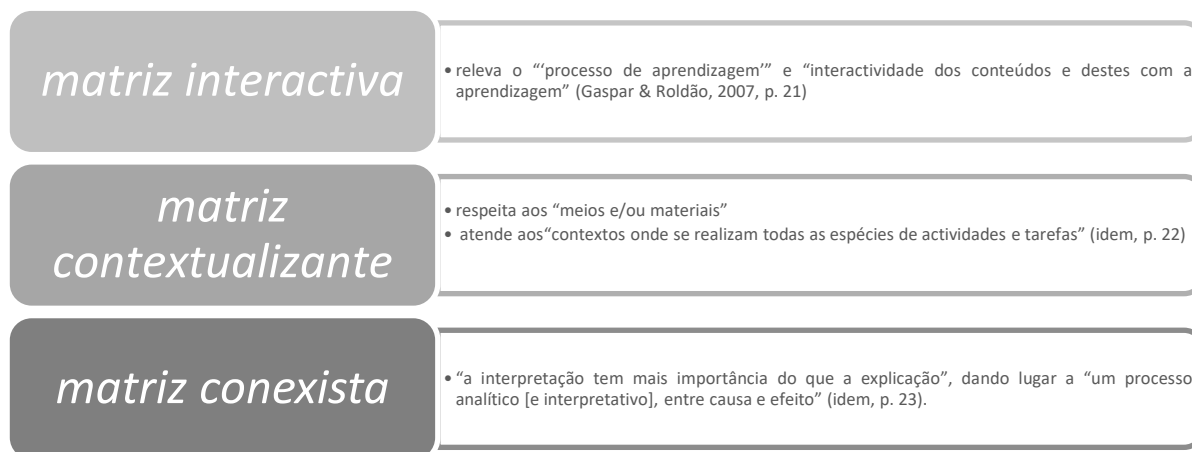 matriz interactiva
• releva o “‘processo de aprendizagem’” e “interactividade dos conteúdos e destes com a
aprendizagem” (Gaspar & Roldão, 2007, p. 21)
matriz
contextualizante
• respeita aos “meios e/ou materiais”
• atende aos“contextos onde se realizam todas as espécies de actividades e tarefas” (idem, p. 22)
matriz conexista
• “a interpretação tem mais importância do que a explicação”, dando lugar a “um processo
analítico [e interpretativo], entre causa e efeito” (idem, p. 23).